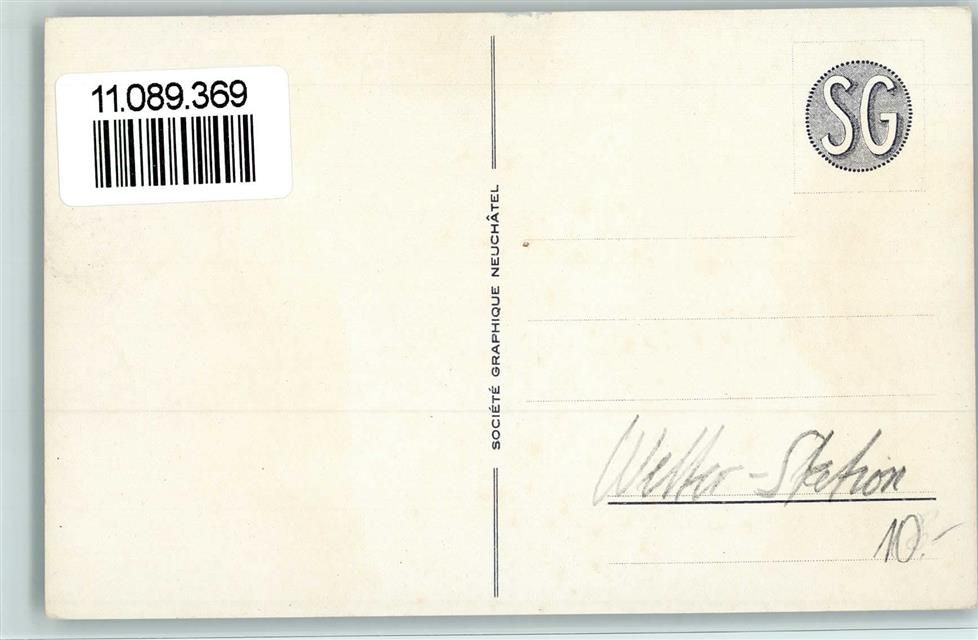 11.089.369
SG
SOCIÉTÉ GRAPHIQUE NEUCHÂTEL
Wetter-Station
10.-